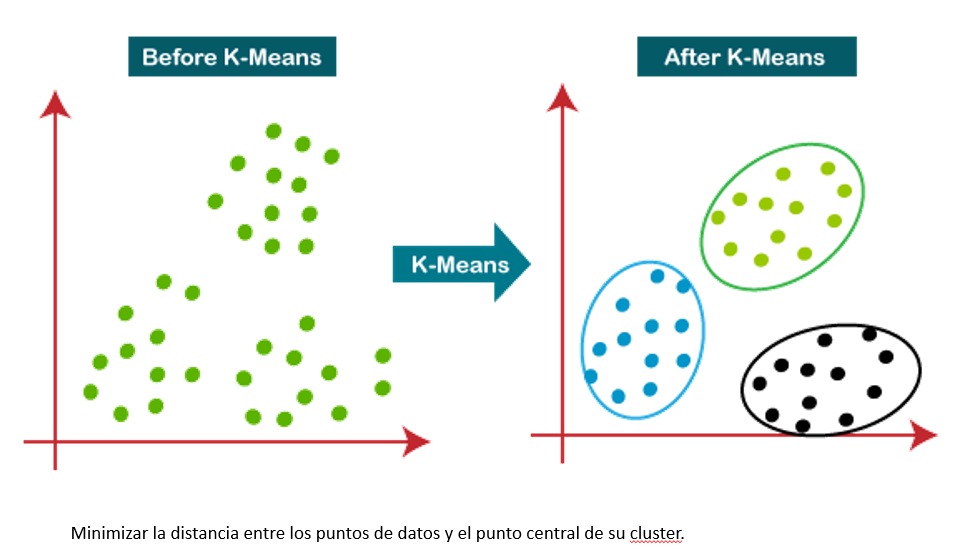 Before K-Means
After K-Means
K-Means
Minimizar la distancia entre los puntos de datos y el punto central de su cluster.